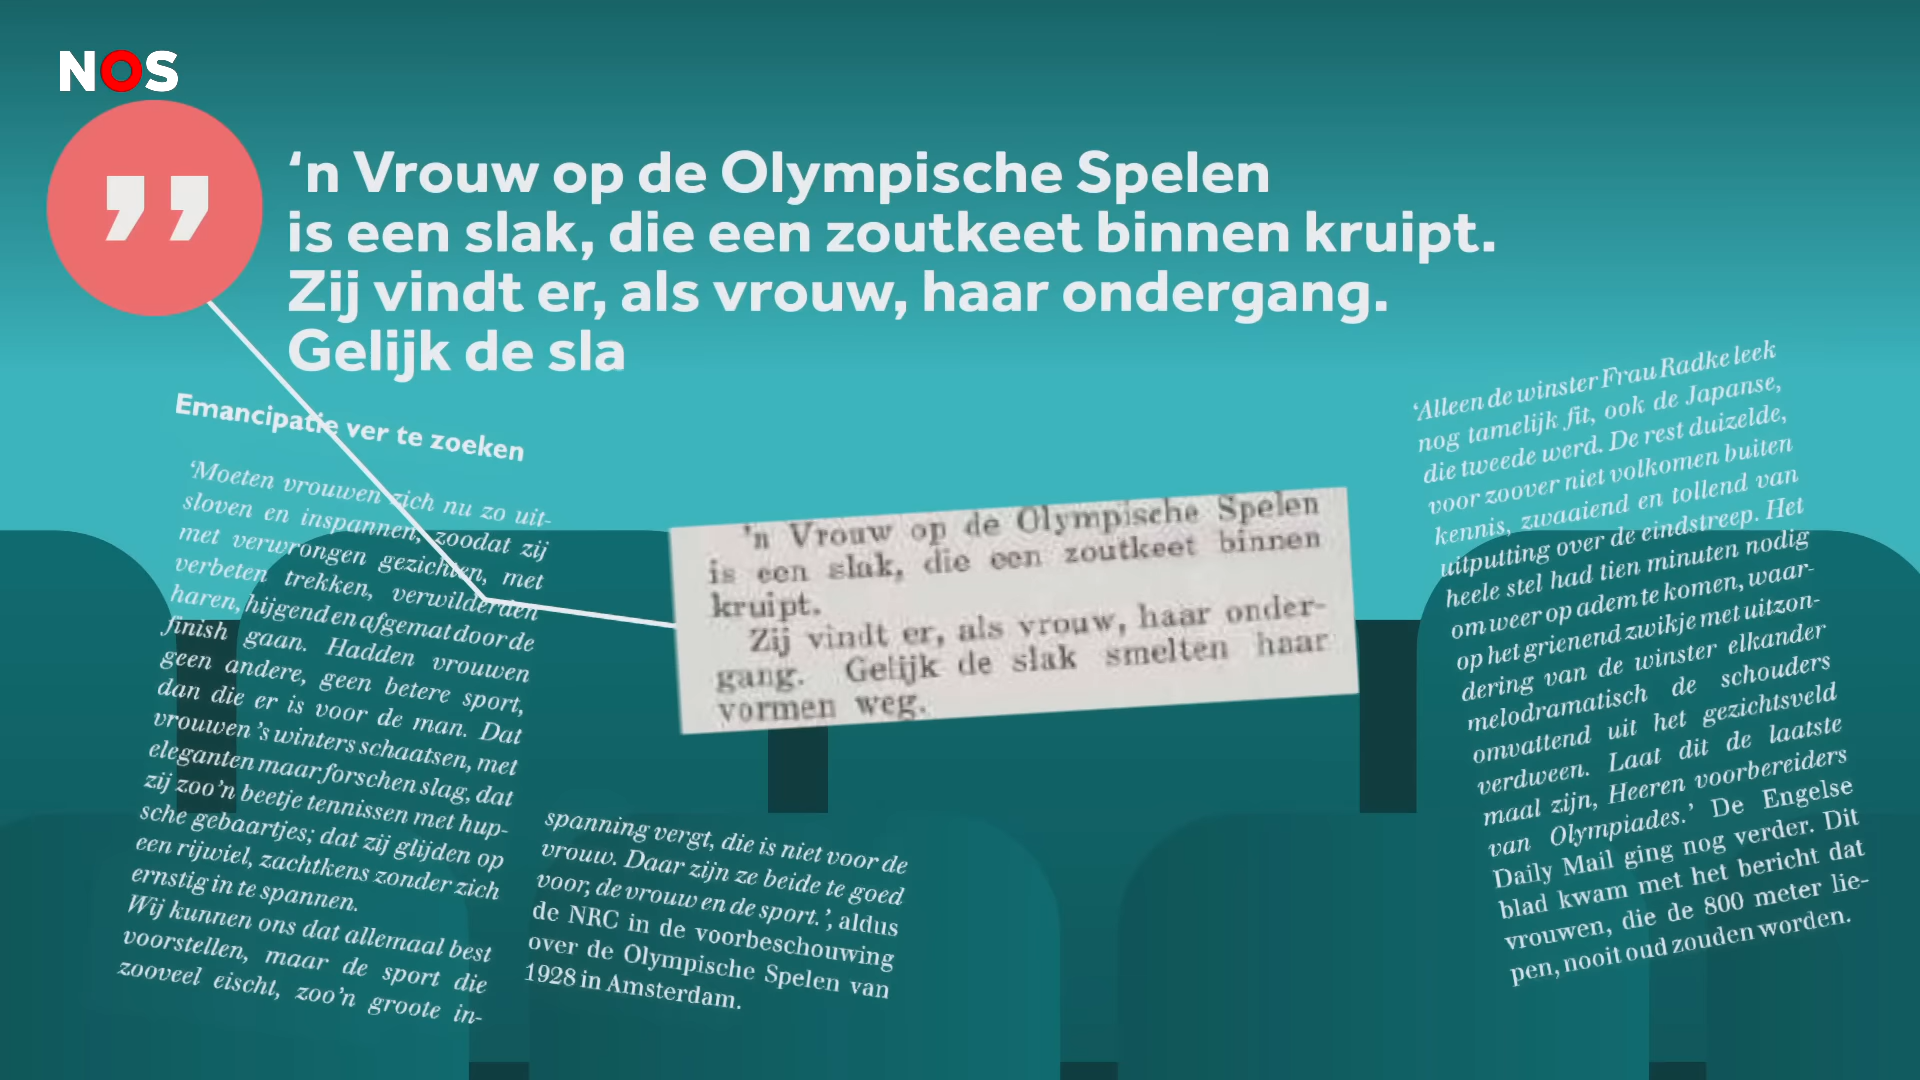 NOS
”
‘n Vrouw op de Olympische Spelen
is een slak, die een zoutkeet binnen kruipt.
Zij vindt er, als vrouw, haar ondergang.
Gelijk de sla
Emancipatie ver te zoeken
‘Moeten vrouwen zich nu zo uit-
sloven en inspannen, zoodat zij
met verwrongen gezichten, met
verbeten trekken, verwilderden
haren, hijgend en afgemat door de
finish gaan. Hadden vrouwen
geen andere, geen betere sport,
dan die er is voor de man. Dat
vrouwen ’s winters schaatsen, met
eleganten maar forschen slag, dat
zij zoo’n beetje tennissen met hup-
sche gebaartjes; dat zij glijden op
een rijwiel, zachtkens zonder zich
ernstig in te spannen.
Wij kunnen ons dat allemaal best
voorstellen, maar de sport die
zooveel eischt, zoo’n groote in-
spanning vergt, die is niet voor de
vrouw. Daar zijn ze beide te goed
voor, de vrouw en de sport.’, aldus
de NRC in de voorbeschouwing
over de Olympische Spelen van
1928 in Amsterdam.
’n Vrouw op de Olympische Spelen
is een slak, die een zoutkeet binnen
kruipt.
Zij vindt er, als vrouw, haar onder-
gang. Gelijk de slak smelten haar
vormen weg.
‘Alleen de winster Frau Radke leek
nog tamelijk fit, ook de Japanse,
die tweede werd. De rest duizelde,
voor zoover niet volkomen buiten
kennis, zwaaiend en tollend van
uitputting over de eindstreep. Het
heele stel had tien minuten nodig
om weer op adem te komen, waar-
op het grienend zwikje met uitzon-
dering van de winster elkander
melodramatisch de schouders
omvattend uit het gezichtsveld
verdween. Laat dit de laatste
maal zijn, Heeren voorbereiders
van Olympiades.’ De Engelse
Daily Mail ging nog verder. Dit
blad kwam met het bericht dat
vrouwen, die de 800 meter lie-
pen, nooit oud zouden worden.